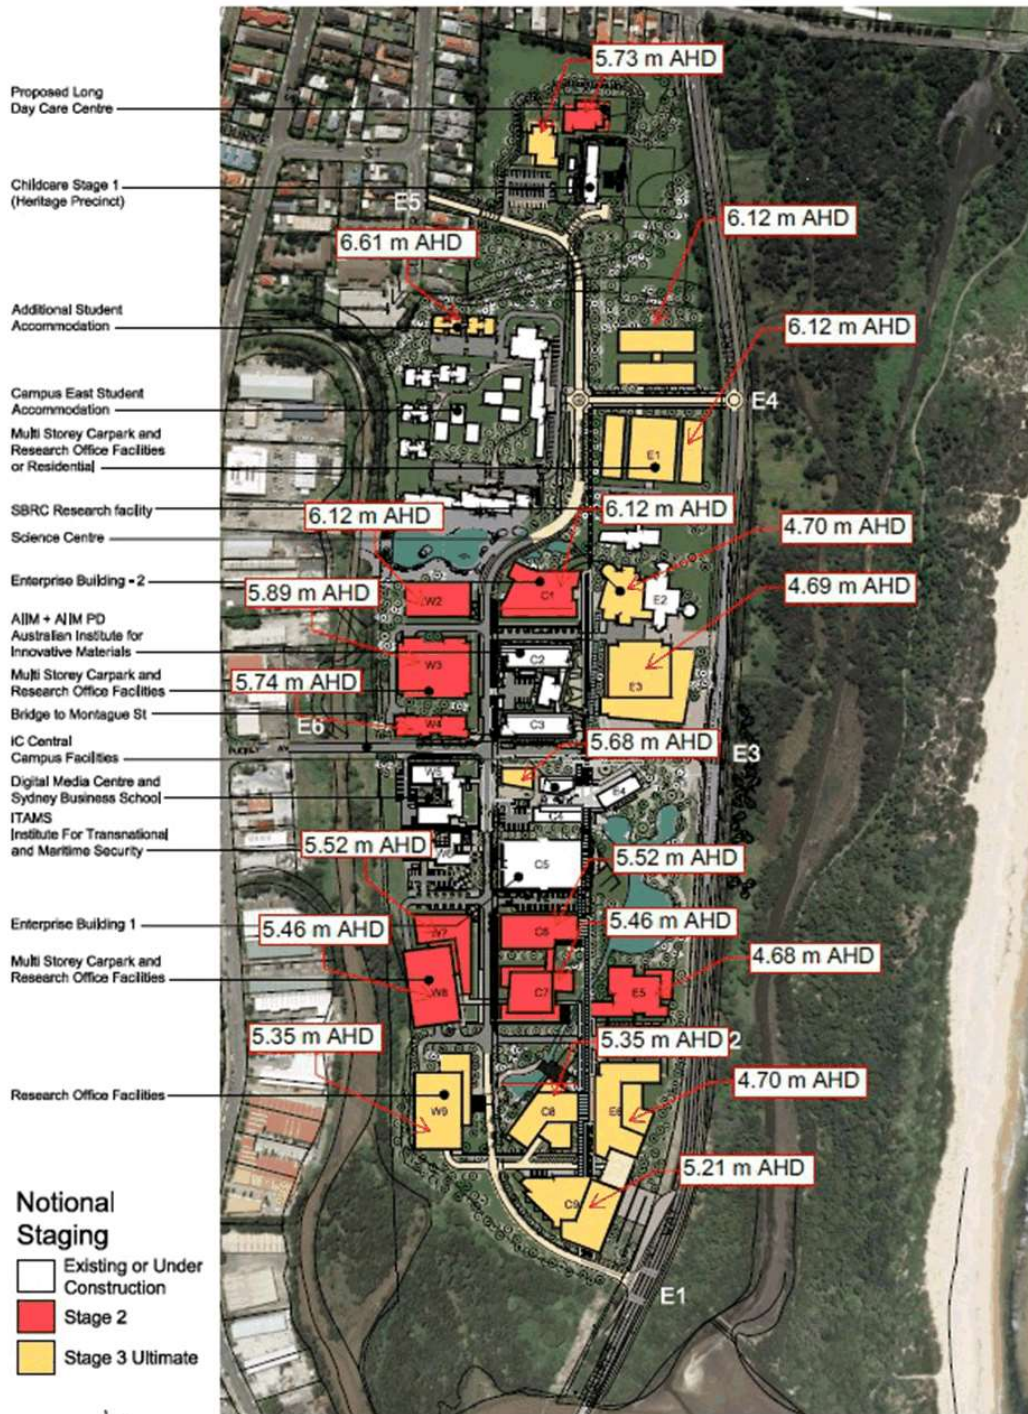 5.73 m AHD
Proposed Long
Day Care Centre
Childcare Stage 1
(Heritage Precinct)
E5
6.12 m AHD
6.61 m AHD
Additional Student
Accommodation
6.12 m AHD
Campus East Student
Accommodation
E4
Multi Storey Carpark and
Research Office Facilities
or Residential
E1
SBRC Research facility
6.12 m AHD
6.12 m AHD
4.70 m AHD
Science Centre
Enterprise Building - 2
5.89 m AHD
W2
C1
E2
4.69 m AHD
AIIM + AIIM PD
Australian Institute for
Innovative Materials
W3
C2
Multi Storey Carpark and
Research Office Facilities
5.74 m AHD
E3
Bridge to Montague St
E6
W4
C3
iC Central
Campus Facilities
5.68 m AHD
E3
Digital Media Centre and
Sydney Business School
W5
E4
C4
ITAMS
Institute For Transnational
and Maritime Security
5.52 m AHD
W6
C5
5.52 m AHD
Enterprise Building 1
5.46 m AHD
W7
C6
5.46 m AHD
Multi Storey Carpark and
Research Office Facilities
W8
C7
E5
4.68 m AHD
5.35 m AHD
5.35 m AHD
2
Research Office Facilities
W9
C8
E6
4.70 m AHD
5.21 m AHD
C9
Notional
Staging
Existing or Under
Construction
Stage 2
Stage 3 Ultimate
E1